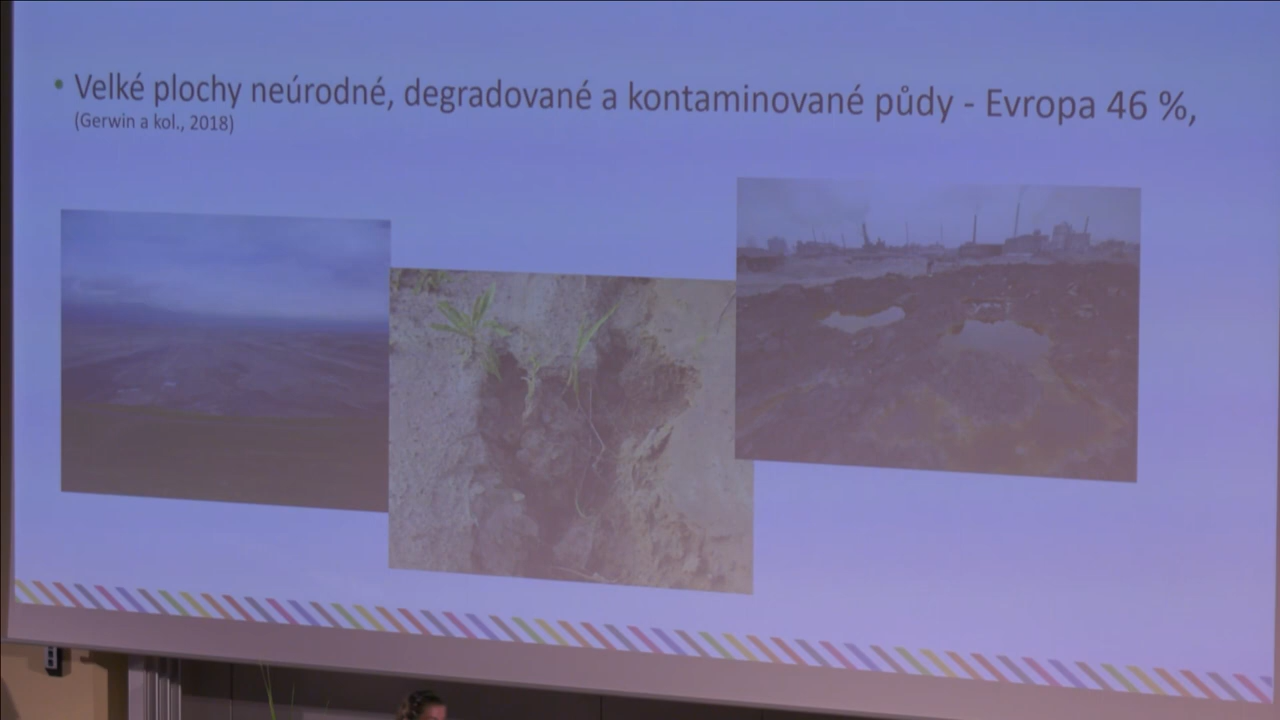 • Velké plochy neúrodné, degradované a kontaminované půdy - Evropa 46 %,
(Gerwin a kol., 2018)